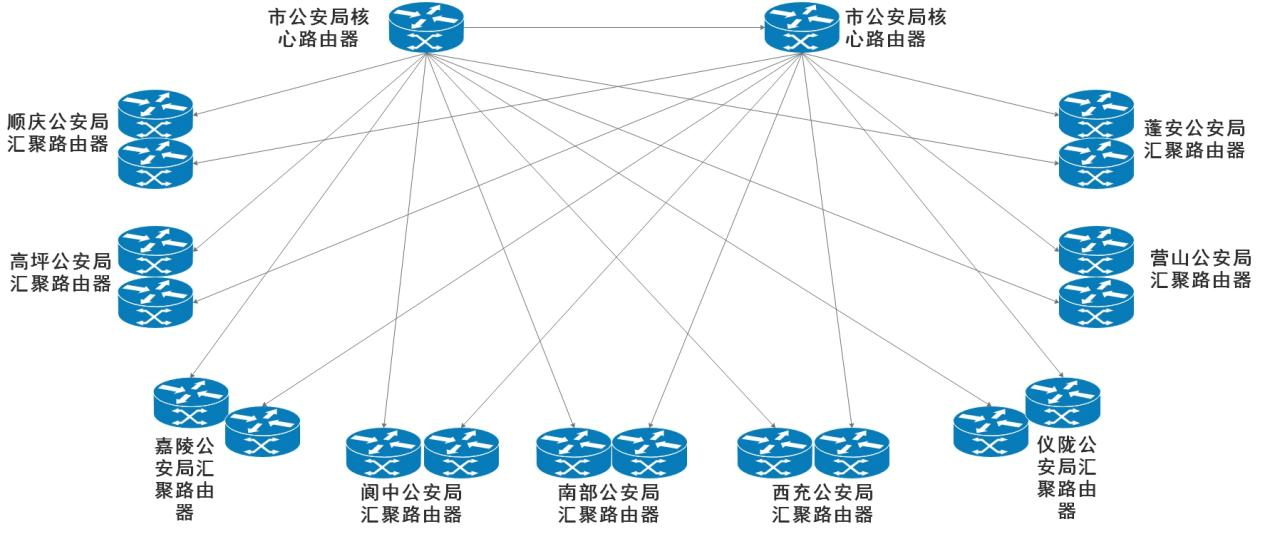 市公安局核
心路由器
市公安局核
心路由器
顺庆公安局
汇聚路由器
蓬安公安局
汇聚路由器
高坪公安局
汇聚路由器
营山公安局
汇聚路由器
嘉陵公
安局汇
聚路由
器
阆中公安局
汇聚路由器
南部公安局
汇聚路由器
西充公安局
汇聚路由器
仪陇公
安局汇
聚路由
器